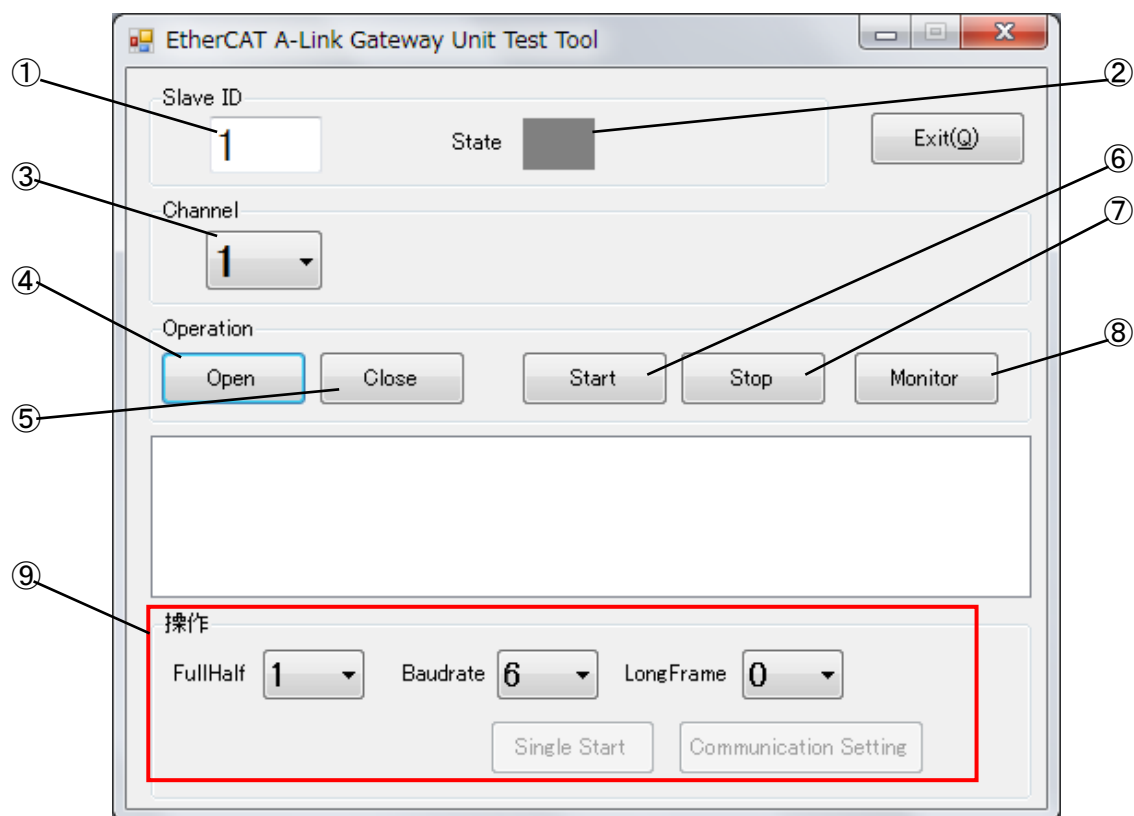 EtherCAT A-Link Gateway Unit Test Tool
① Slave ID ②
1 State Exit(Q)
③ Channel ⑥
1 ⑦
④ Operation
Open Close Start Stop Monitor ⑧
⑤
⑨
操作
FullHalf 1 Baudrate 6 LongFrame 0
Single Start Communication Setting